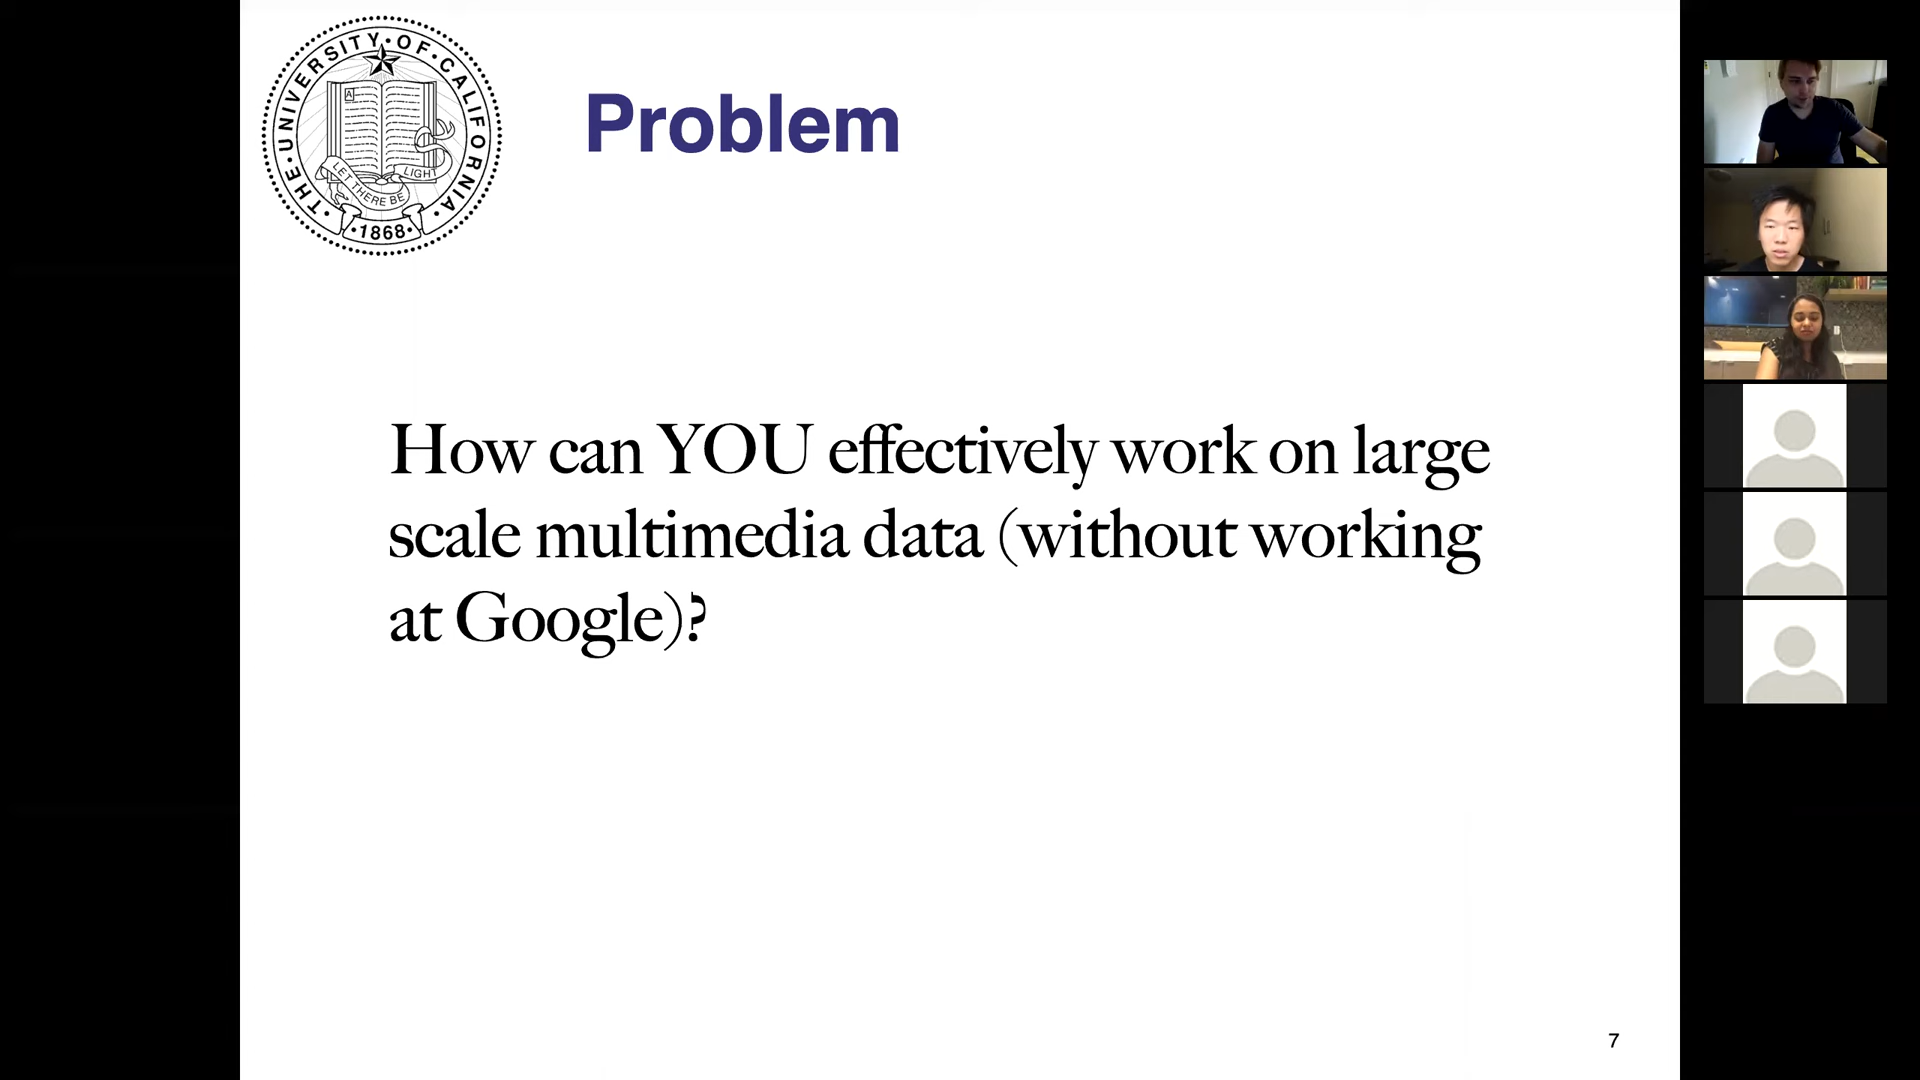 THE·UNIVERSITY·OF·CALIFORNIA·
A
LET THERE BE
LIGHT
·1868·
Problem
How can YOU effectively work on large
scale multimedia data (without working
at Google)?
7